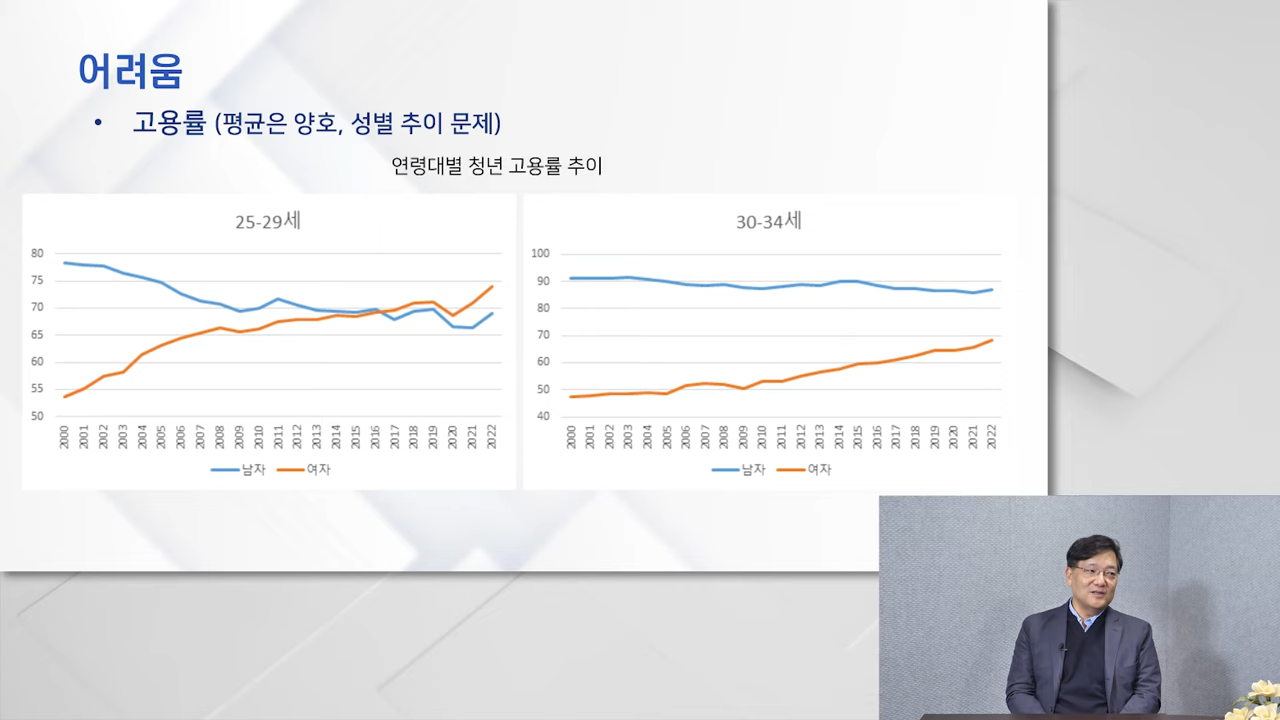 어려움
• 고용률 (평균은 양호, 성별 추이 문제)
연령대별 청년 고용률 추이
25-29세
80
75
70
65
60
55
50
2000 2001 2002 2003 2004 2005 2006 2007 2008 2009 2010 2011 2012 2013 2014 2015 2016 2017 2018 2019 2020 2021 2022
남자 여자
30-34세
100
90
80
70
60
50
40
2000 2001 2002 2003 2004 2005 2006 2007 2008 2009 2010 2011 2012 2013 2014 2015 2016 2017 2018 2019 2020 2021 2022
남자 여자